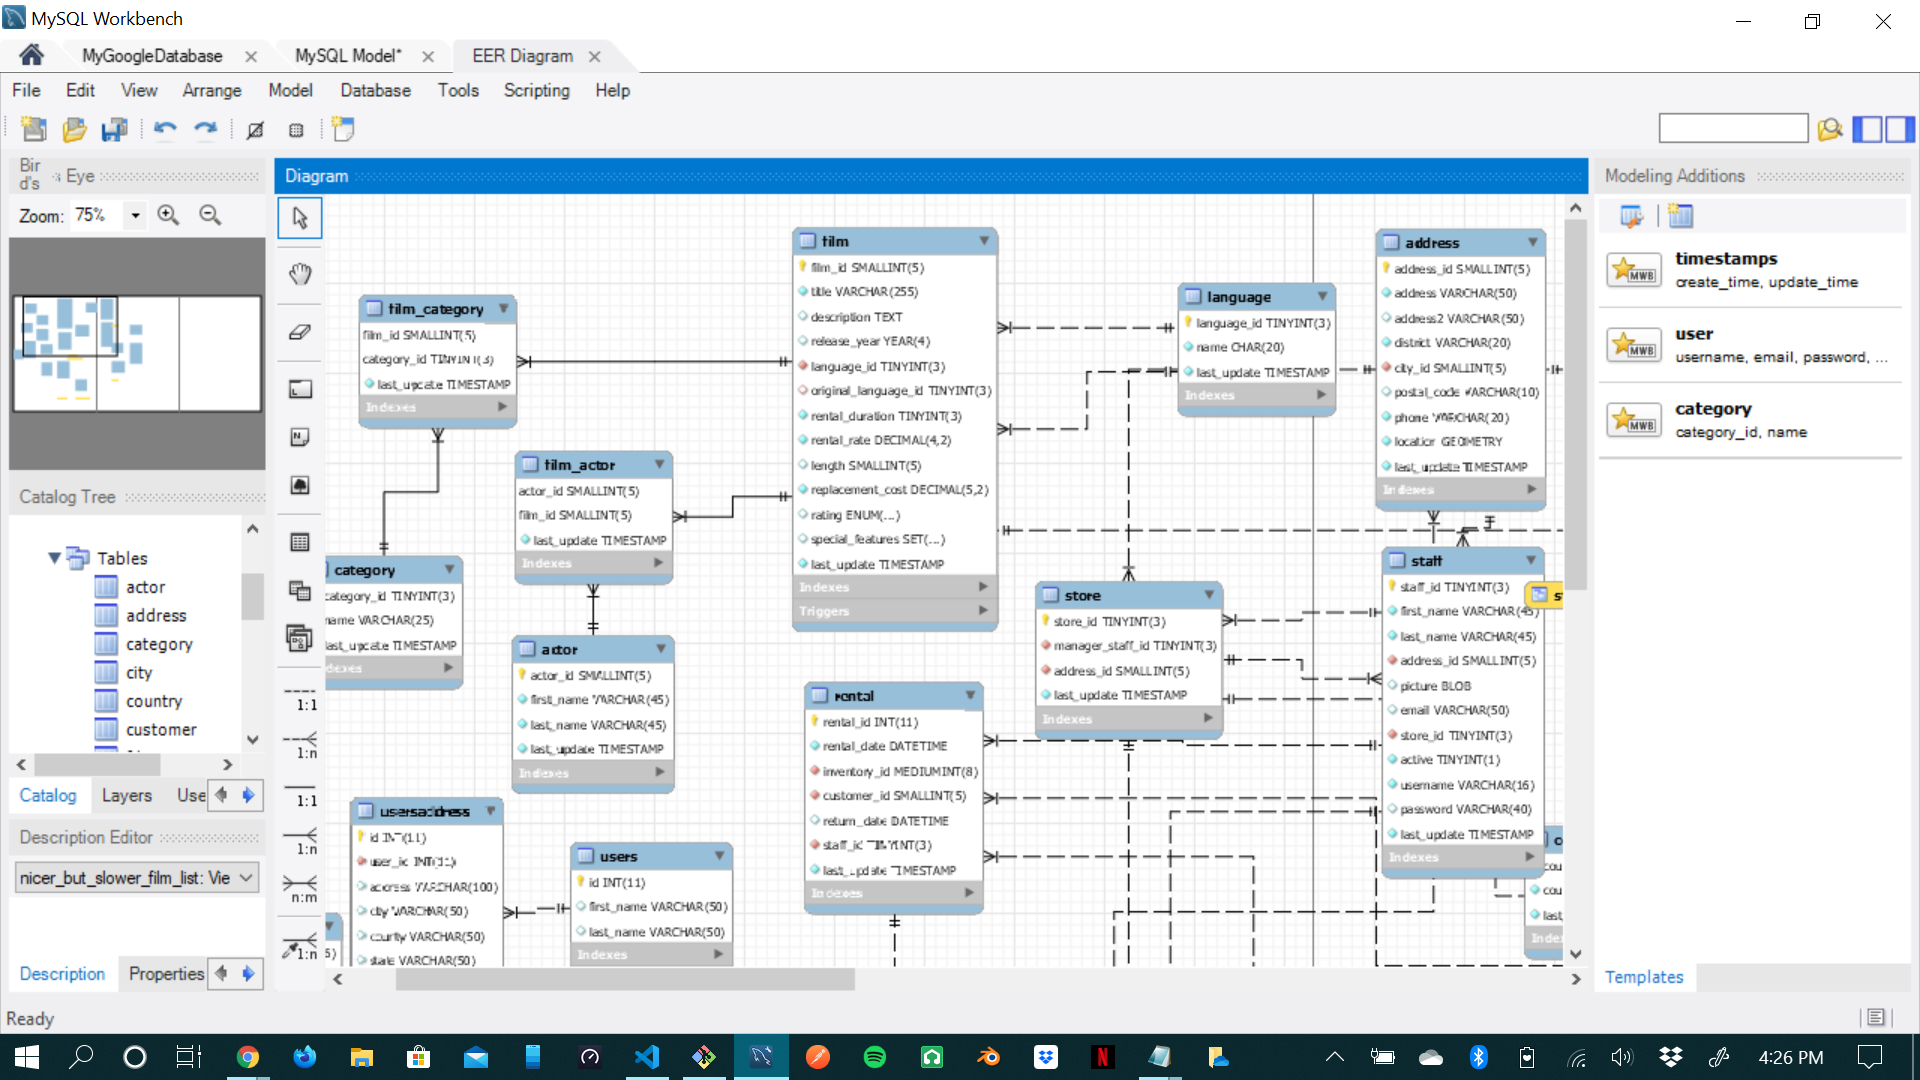 MySQL Workbench
MyGoogleDatabase
MySQL Model*
EER Diagram
File Edit View Arrange Model Database Tools Scripting Help
Bir
d's Eye
Zoom: 75%
Catalog Tree
Tables
actor
address
category
city
country
customer
Catalog Layers Use
Description Editor
nicer_but_slower_film_list: Vie
Description Properties
Ready
Diagram
1:1
1:n
1:1
1:n
n:m
1:n
film_category
film_id SMALLINT(5)
category_id TINYINT(3)
last_update TIMESTAMP
Indexes
film_actor
actor_id SMALLINT(5)
film_id SMALLINT(5)
last_update TIMESTAMP
Indexes
category
category_id TINYINT(3)
name VARCHAR(25)
last_update TIMESTAMP
Indexes
actor
actor_id SMALLINT(5)
first_name VARCHAR(45)
last_name VARCHAR(45)
last_update TIMESTAMP
Indexes
usersaddress
id INT(11)
user_id INT(11)
address VARCHAR(100)
city VARCHAR(50)
county VARCHAR(50)
state VARCHAR(50)
users
id INT(11)
first_name VARCHAR(50)
last_name VARCHAR(50)
Indexes
film
film_id SMALLINT(5)
title VARCHAR(255)
description TEXT
release_year YEAR(4)
language_id TINYINT(3)
original_language_id TINYINT(3)
rental_duration TINYINT(3)
rental_rate DECIMAL(4,2)
length SMALLINT(5)
replacement_cost DECIMAL(5,2)
rating ENUM(...)
special_features SET(...)
last_update TIMESTAMP
Indexes
Triggers
rental
rental_id INT(11)
rental_date DATETIME
inventory_id MEDIUMINT(8)
customer_id SMALLINT(5)
return_date DATETIME
staff_id TINYINT(3)
last_update TIMESTAMP
Indexes
language
language_id TINYINT(3)
name CHAR(20)
last_update TIMESTAMP
Indexes
store
store_id TINYINT(3)
manager_staff_id TINYINT(3)
address_id SMALLINT(5)
last_update TIMESTAMP
Indexes
address
address_id SMALLINT(5)
address VARCHAR(50)
address2 VARCHAR(50)
district VARCHAR(20)
city_id SMALLINT(5)
postal_code VARCHAR(10)
phone VARCHAR(20)
location GEOMETRY
last_update TIMESTAMP
Indexes
staff
staff_id TINYINT(3)
first_name VARCHAR(45)
last_name VARCHAR(45)
address_id SMALLINT(5)
picture BLOB
email VARCHAR(50)
store_id TINYINT(3)
active TINYINT(1)
username VARCHAR(16)
password VARCHAR(40)
last_update TIMESTAMP
Indexes
cou
cou
last_
Inde
Modeling Additions
MWB
timestamps
create_time, update_time
MWB
user
username, email, password, ...
MWB
category
category_id, name
Templates
4:26 PM